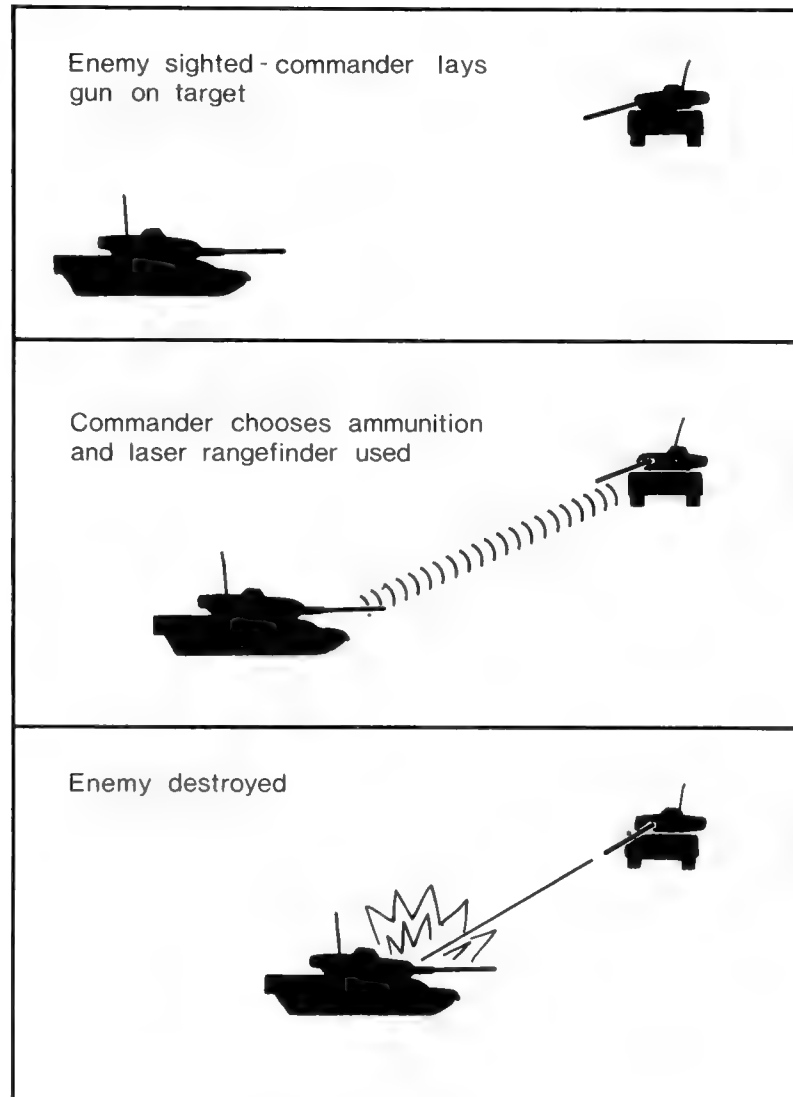 Enemy sighted - commander lays
gun on target
Commander chooses ammunition
and laser rangefinder used
Enemy destroyed